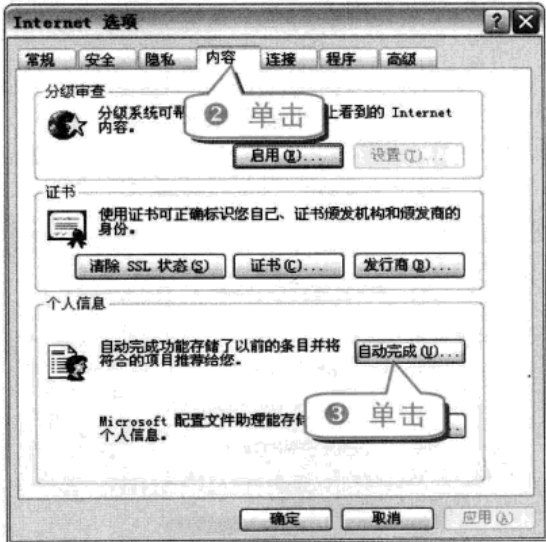 Internet 选项
常规 安全 隐私 内容 连接 程序 高级
分级审查
分级系统可帮 上看到的 Internet
内容。
❷ 单击
启用(E)... 设置(T)...
证书
使用证书可正确标识您自己、证书颁发机构和颁发商的
身份。
清除 SSL 状态(S) 证书(C)... 发行商(B)...
个人信息
自动完成功能存储了以前的条目并将
符合的项目推荐给您。
自动完成(U)...
❸ 单击
Microsoft 配置文件助理能存
个人信息。
确定 取消 应用(A)